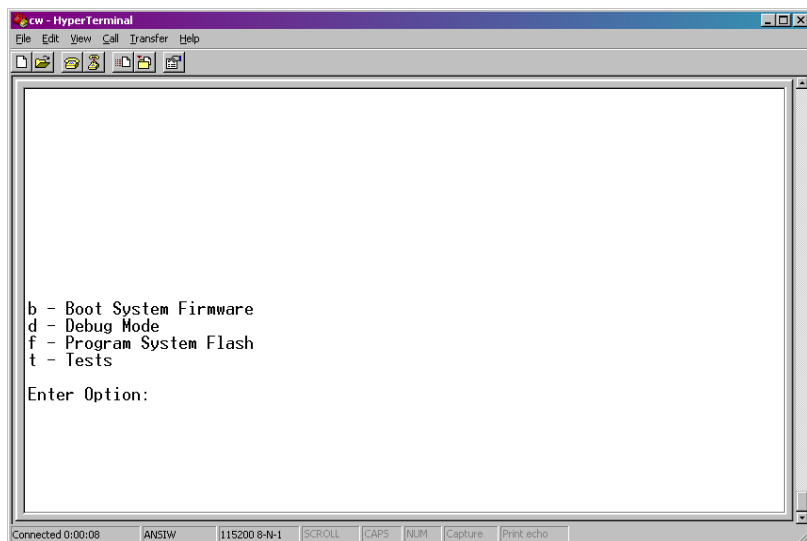 cw - HyperTerminal
File Edit View Call Transfer Help
b - Boot System Firmware
d - Debug Mode
f - Program System Flash
t - Tests
Enter Option:
Connected 0:00:08 ANSIW 115200 8-N-1 SCROLL CAPS NUM Capture Print echo